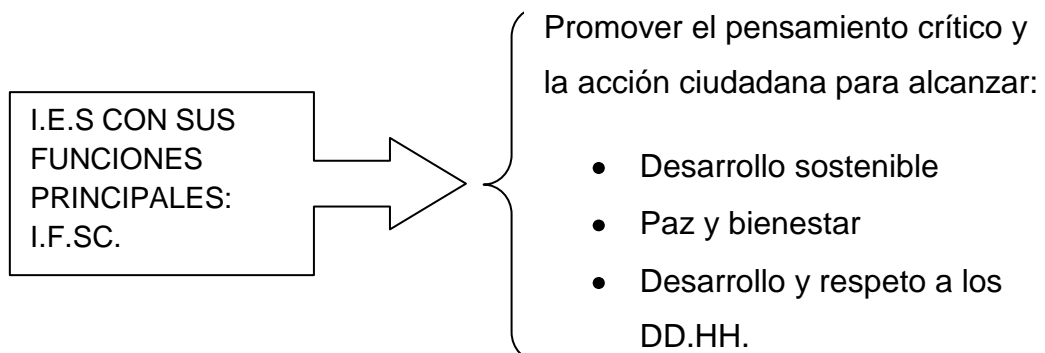 I.E.S CON SUS
FUNCIONES
PRINCIPALES:
I.F.SC.
Promover el pensamiento crítico y
la acción ciudadana para alcanzar:
• Desarrollo sostenible
• Paz y bienestar
• Desarrollo y respeto a los
DD.HH.